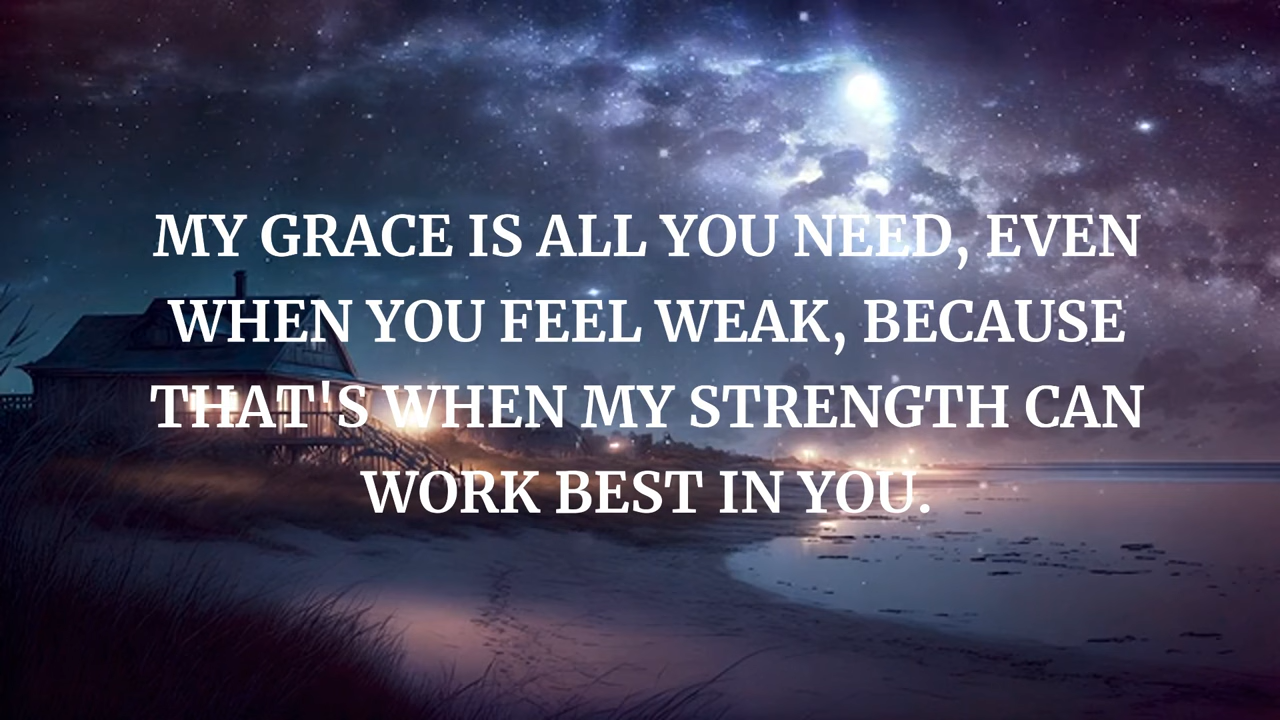 MY GRACE IS ALL YOU NEED, EVEN
WHEN YOU FEEL WEAK, BECAUSE
THAT'S WHEN MY STRENGTH CAN
WORK BEST IN YOU.